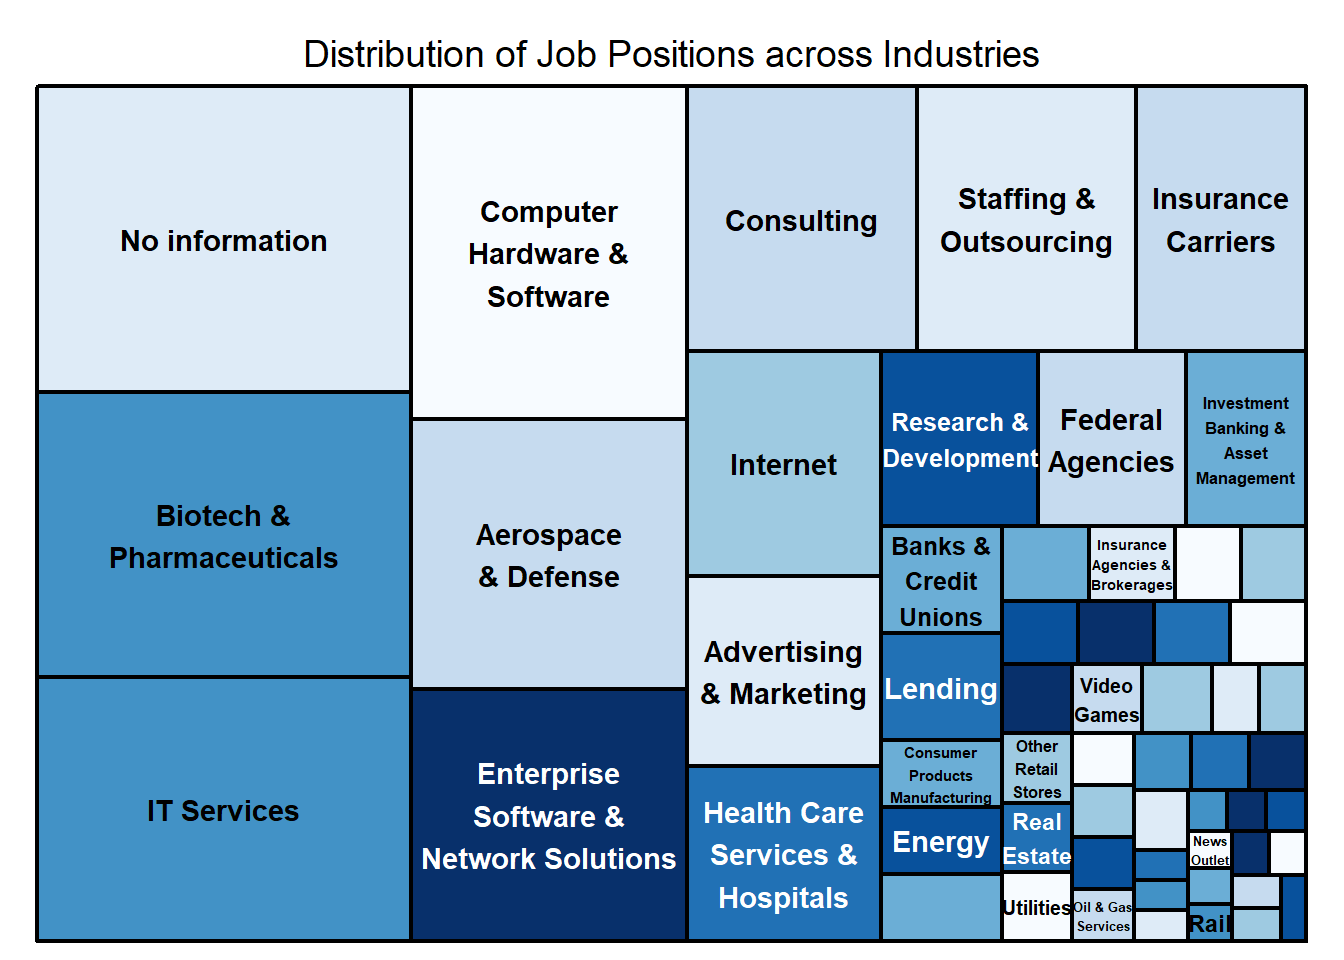 Distribution of Job Positions across Industries
No information
Biotech &
Pharmaceuticals
IT Services
Computer
Hardware &
Software
Aerospace
& Defense
Enterprise
Software &
Network Solutions
Consulting
Staffing &
Outsourcing
Insurance
Carriers
Internet
Advertising
& Marketing
Health Care
Services &
Hospitals
Research &
Development
Federal
Agencies
Investment
Banking &
Asset
Management
Banks &
Credit
Unions
Lending
Consumer
Products
Manufacturing
Energy
Insurance
Agencies &
Brokerages
Video
Games
Other
Retail
Stores
Real
Estate
Utilities
Oil & Gas
Services
News
Outlet
Rail